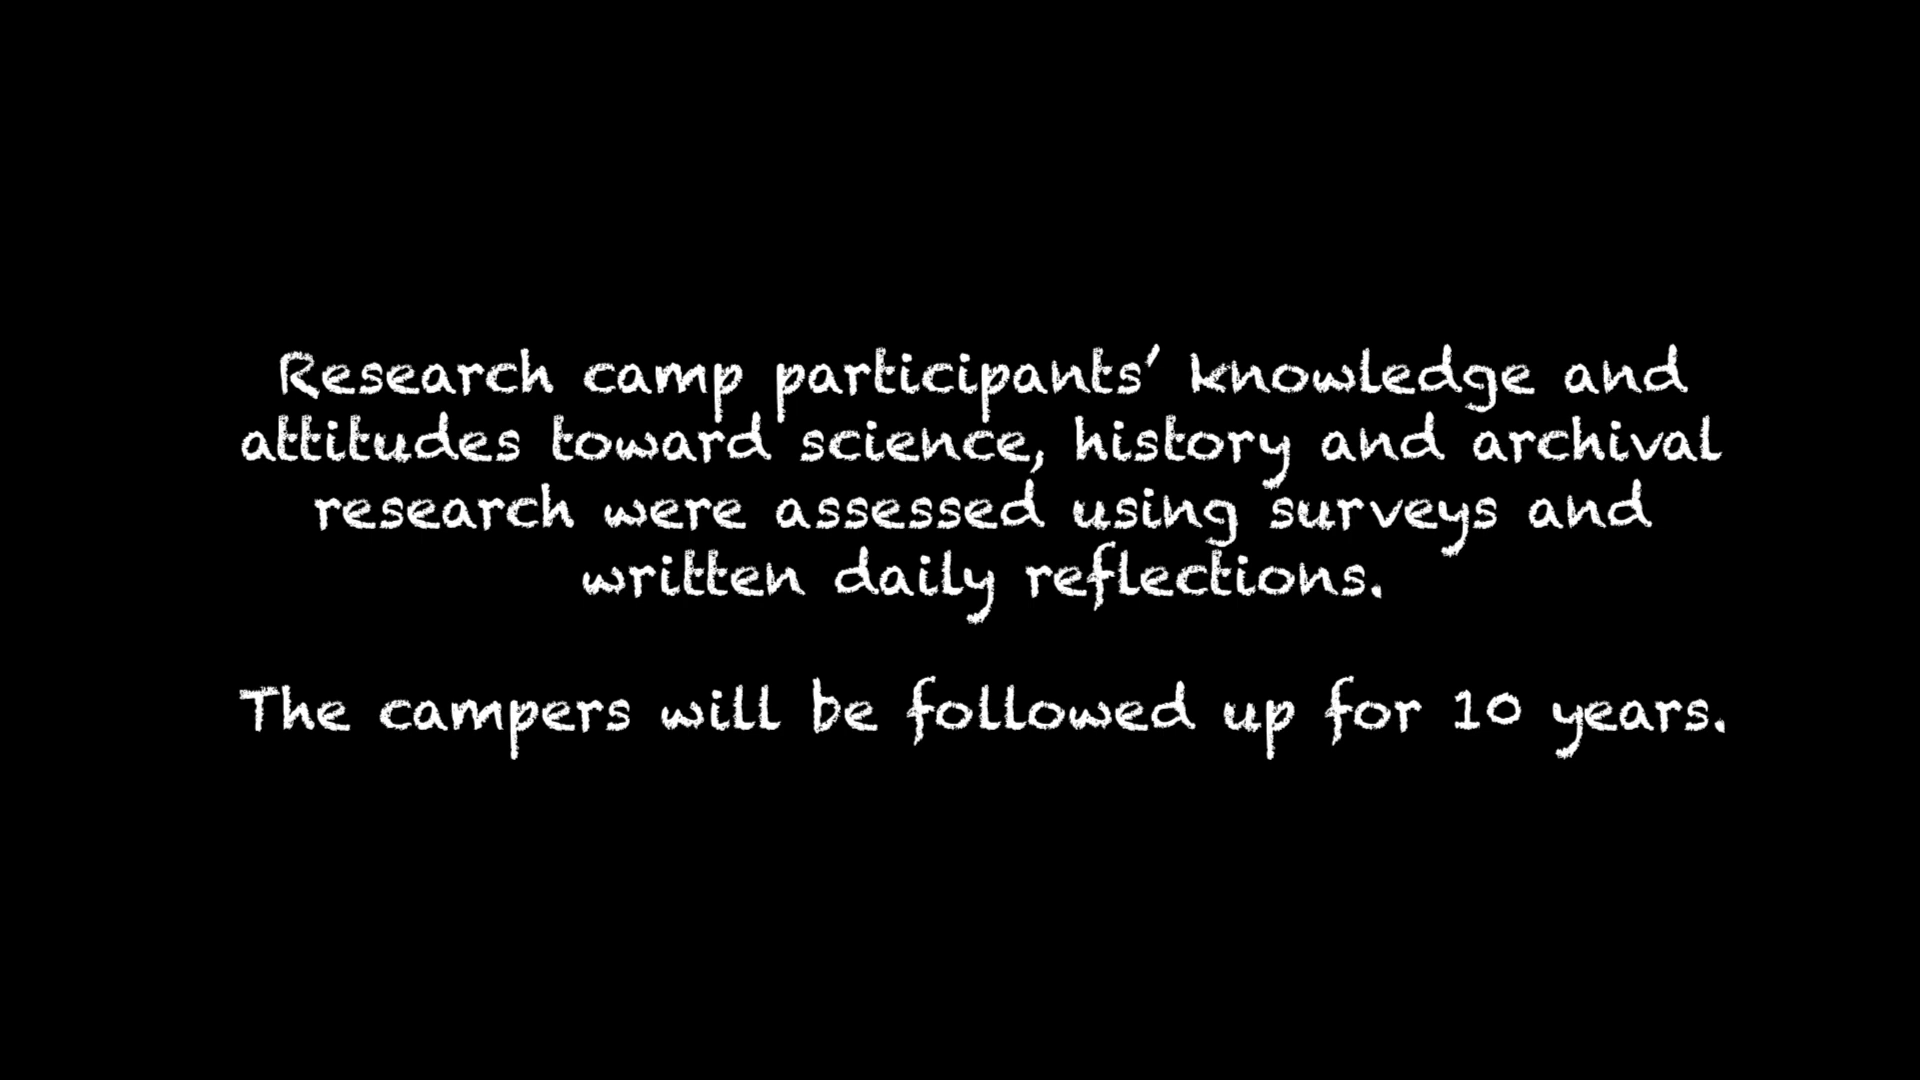 Research camp participants’ knowledge and
attitudes toward science, history and archival
research were assessed using surveys and
written daily reflections.
The campers will be followed up for 10 years.